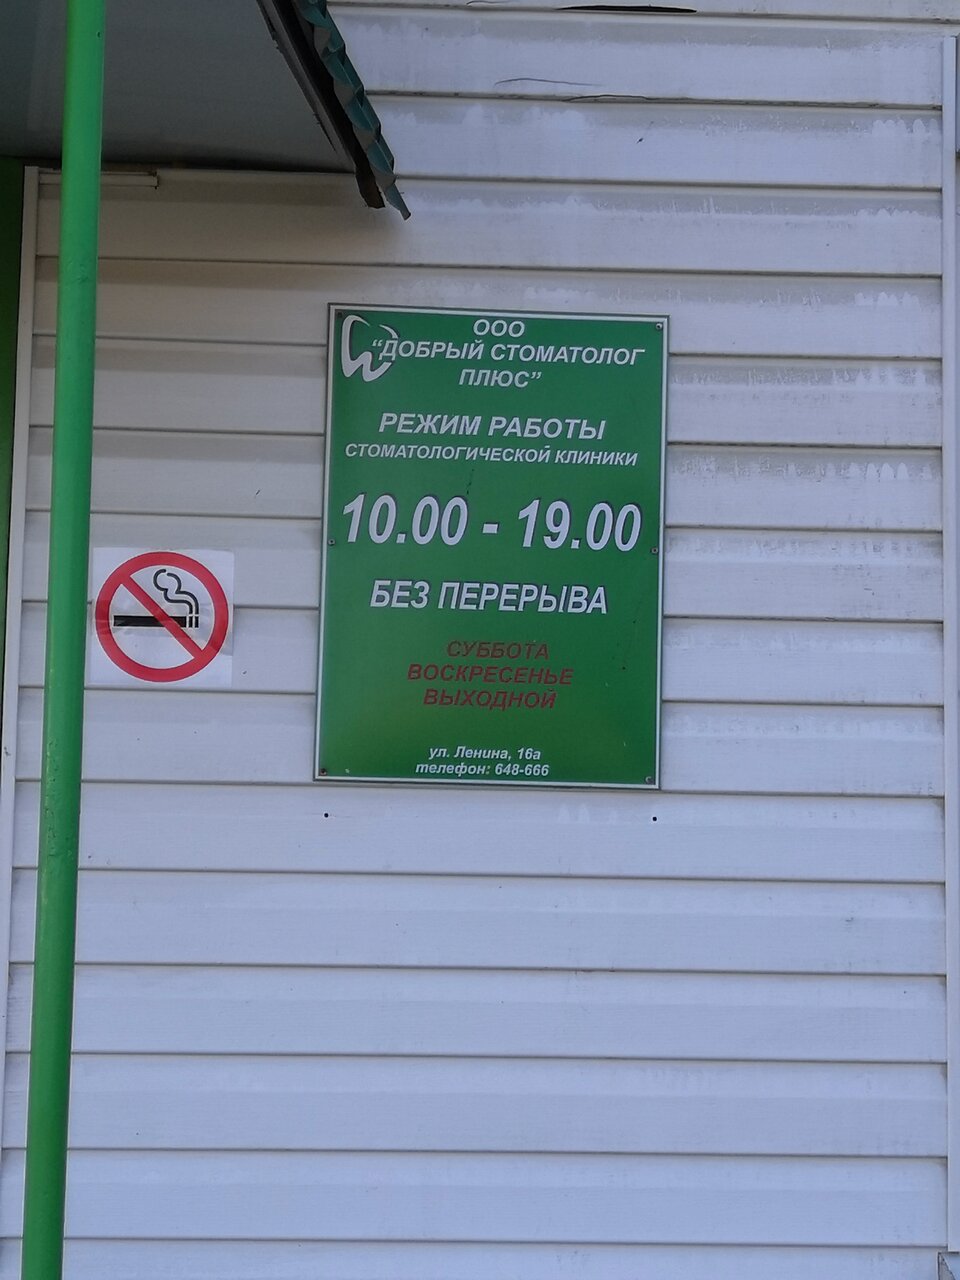 ООО
“ДОБРЫЙ СТОМАТОЛОГ
ПЛЮС”
РЕЖИМ РАБОТЫ
СТОМАТОЛОГИЧЕСКОЙ КЛИНИКИ
10.00 - 19.00
БЕЗ ПЕРЕРЫВА
СУББОТА
ВОСКРЕСЕНЬЕ
ВЫХОДНОЙ
ул. Ленина, 16а
телефон: 648-666